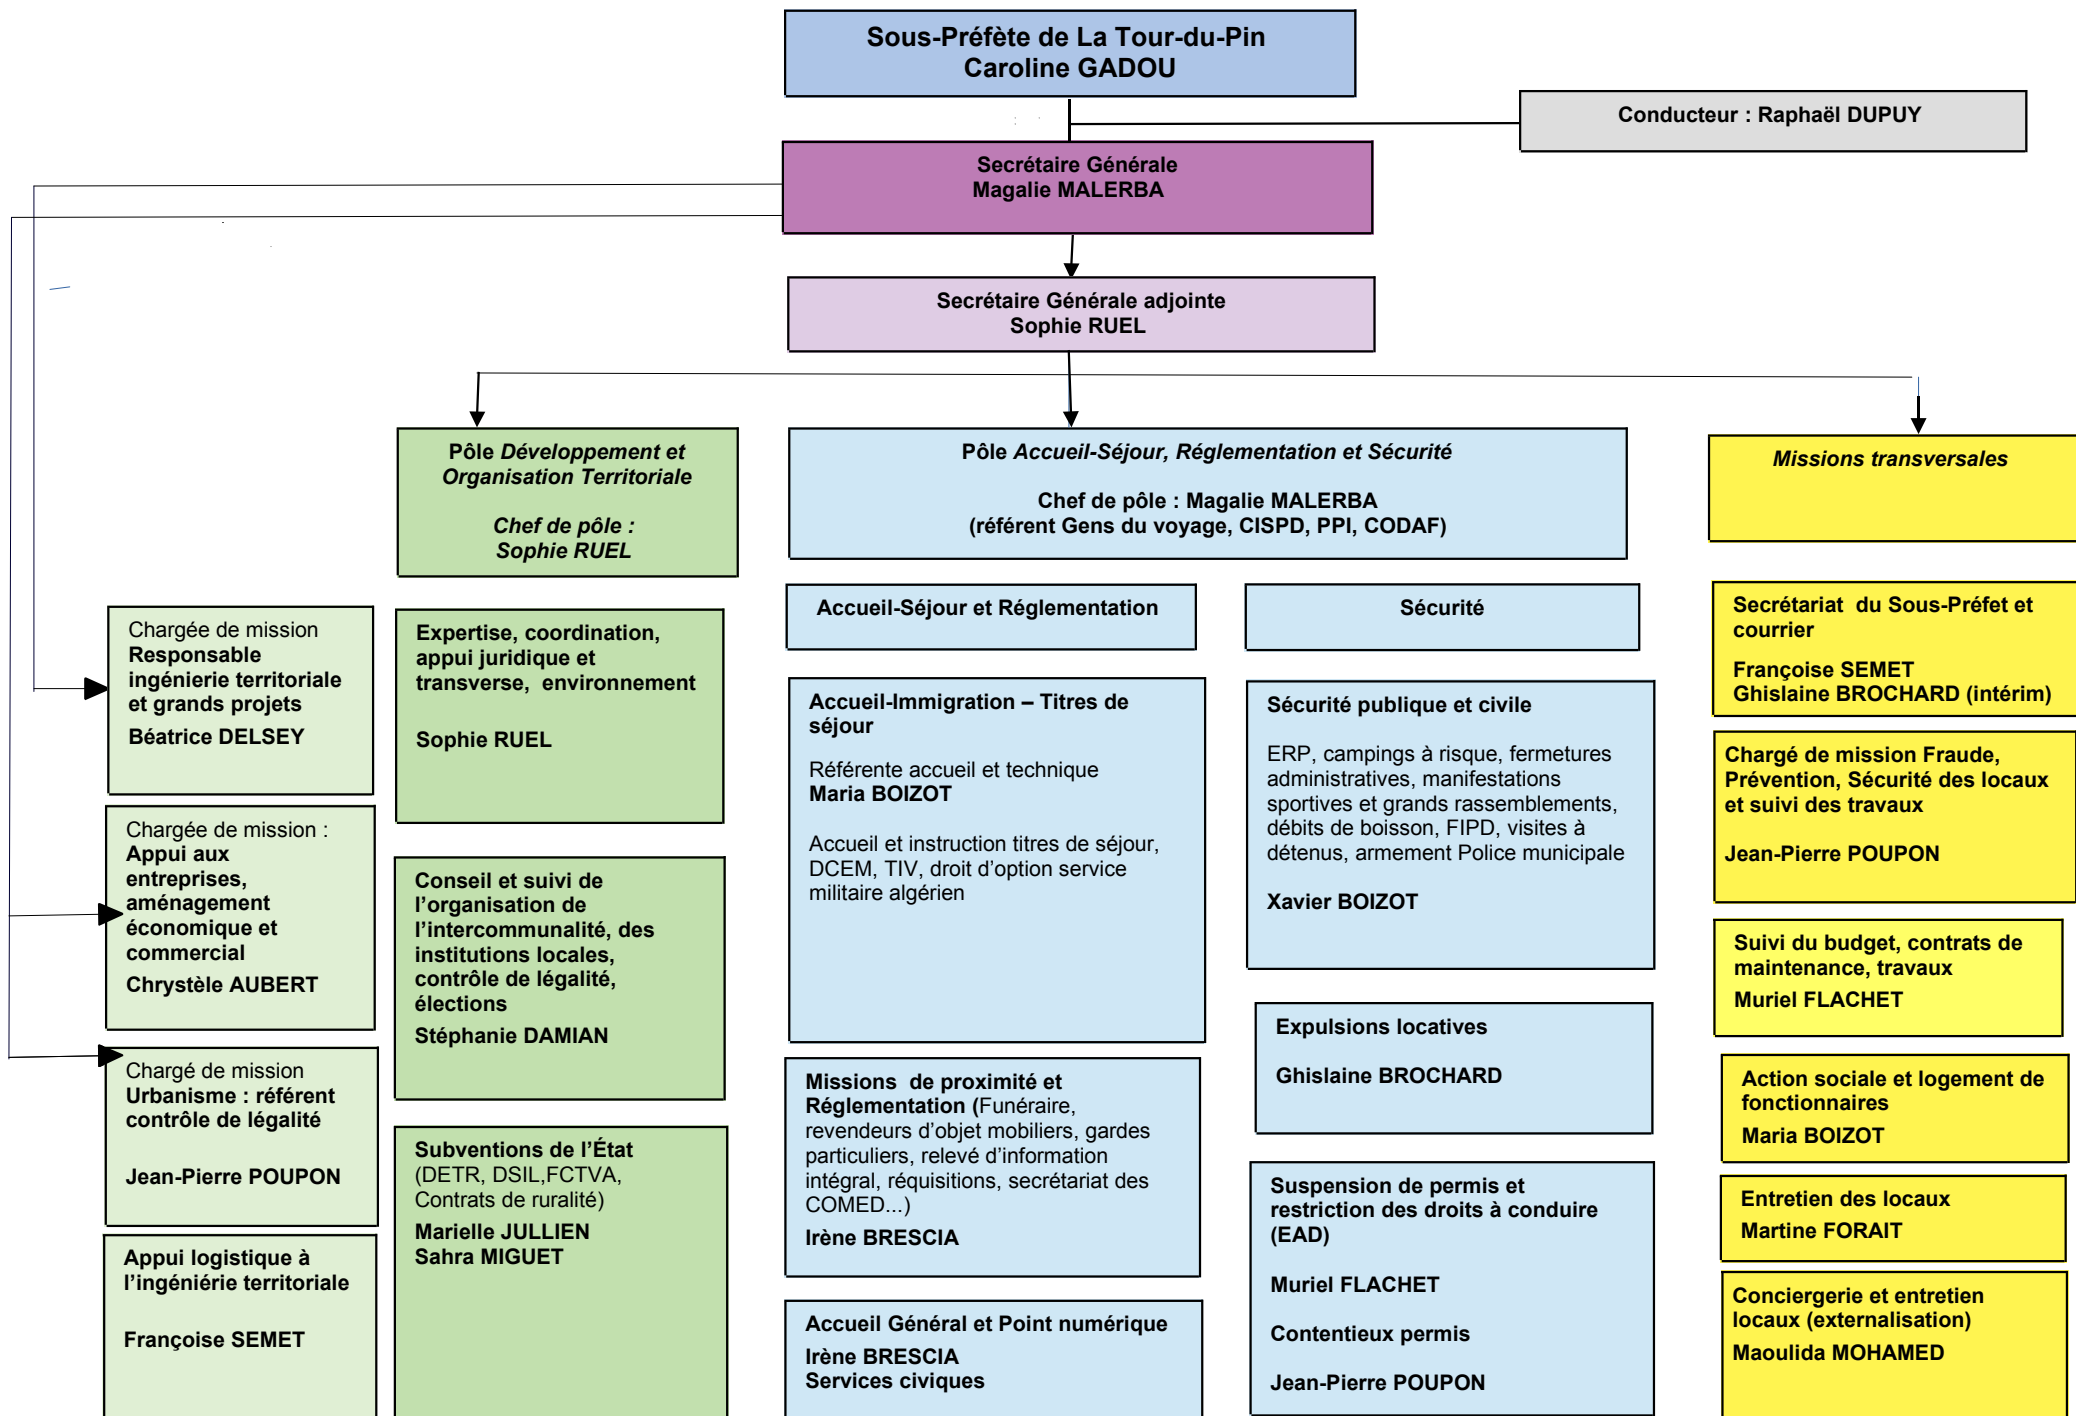 Sous-Préfète de La Tour-du-Pin
Caroline GADOU
Conducteur : Raphaël DUPUY
Secrétaire Générale
Magalie MALERBA
Secrétaire Générale adjointe
Sophie RUEL
Pôle Développement et
Organisation Territoriale
Chef de pôle :
Sophie RUEL
Pôle Accueil-Séjour, Réglementation et Sécurité
Chef de pôle : Magalie MALERBA
(référent Gens du voyage, CISPD, PPI, CODAF)
Missions transversales
Chargée de mission
Responsable
ingénierie territoriale
et grands projets
Béatrice DELSEY
Chargée de mission :
Appui aux
entreprises,
aménagement
économique et
commercial
Chrystèle AUBERT
Chargé de mission
Urbanisme : référent
contrôle de légalité
Jean-Pierre POUPON
Appui logistique à
l'ingéniérie territoriale
Françoise SEMET
Expertise, coordination,
appui juridique et
transverse, environnement
Sophie RUEL
Conseil et suivi de
l'organisation de
l'intercommunalité, des
institutions locales,
contrôle de légalité,
élections
Stéphanie DAMIAN
Subventions de l'État
(DETR, DSIL,FCTVA,
Contrats de ruralité)
Marielle JULLIEN
Sahra MIGUET
Accueil-Séjour et Réglementation
Accueil-Immigration – Titres de
séjour
Référente accueil et technique
Maria BOIZOT
Accueil et instruction titres de séjour,
DCEM, TIV, droit d'option service
militaire algérien
Missions de proximité et
Réglementation (Funéraire,
revendeurs d'objet mobiliers, gardes
particuliers, relevé d'information
intégral, réquisitions, secrétariat des
COMED...)
Irène BRESCIA
Accueil Général et Point numérique
Irène BRESCIA
Services civiques
Sécurité
Sécurité publique et civile
ERP, campings à risque, fermetures
administratives, manifestations
sportives et grands rassemblements,
débits de boisson, FIPD, visites à
détenus, armement Police municipale
Xavier BOIZOT
Expulsions locatives
Ghislaine BROCHARD
Suspension de permis et
restriction des droits à conduire
(EAD)
Muriel FLACHET
Contentieux permis
Jean-Pierre POUPON
Secrétariat du Sous-Préfet et
courrier
Françoise SEMET
Ghislaine BROCHARD (intérim)
Chargé de mission Fraude,
Prévention, Sécurité des locaux
et suivi des travaux
Jean-Pierre POUPON
Suivi du budget, contrats de
maintenance, travaux
Muriel FLACHET
Action sociale et logement de
fonctionnaires
Maria BOIZOT
Entretien des locaux
Martine FORAIT
Conciergerie et entretien
locaux (externalisation)
Maoulida MOHAMED